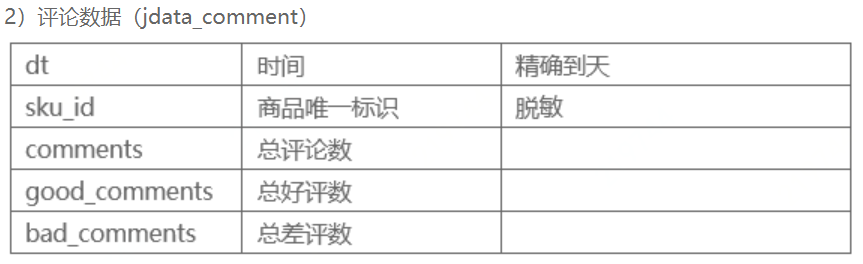 2）评论数据（jdata_comment）
dt 时间 精确到天
sku_id 商品唯一标识 脱敏
comments 总评论数
good_comments 总好评数
bad_comments 总差评数